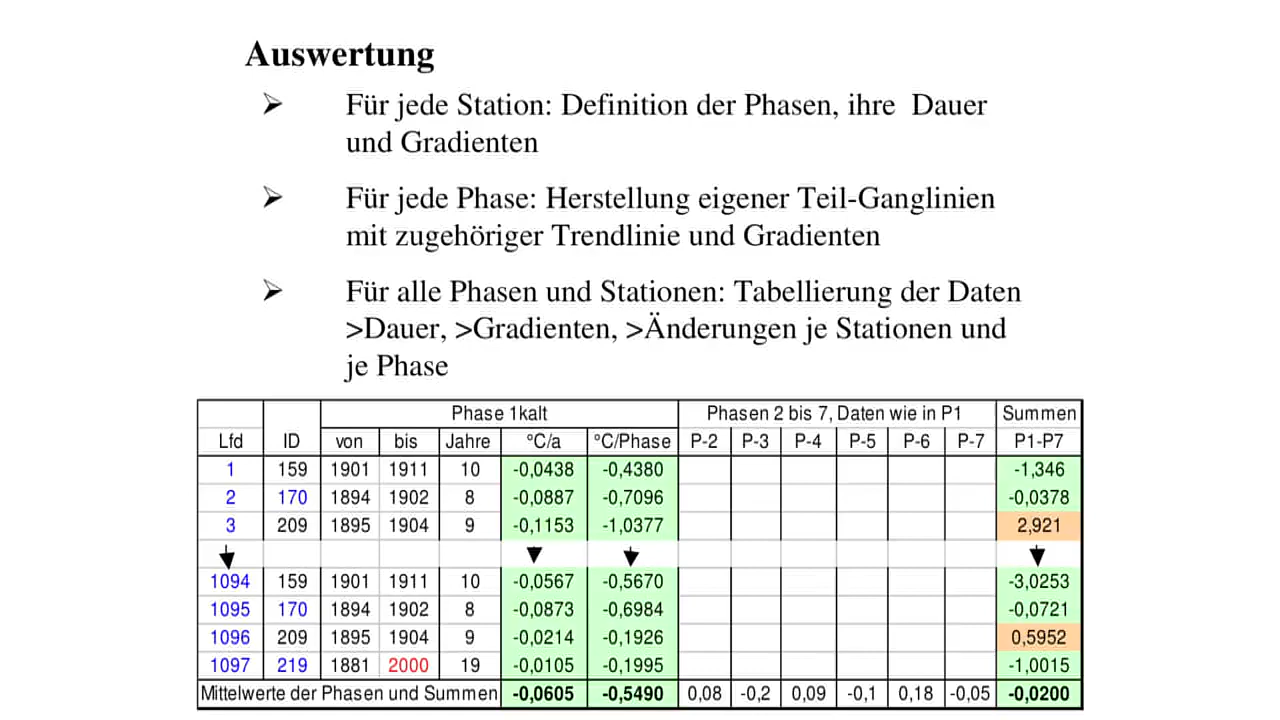 Auswertung
➢ Für jede Station: Definition der Phasen, ihre Dauer
und Gradienten
➢ Für jede Phase: Herstellung eigener Teil-Ganglinien
mit zugehöriger Trendlinie und Gradienten
➢ Für alle Phasen und Stationen: Tabellierung der Daten
>Dauer, >Gradienten, >Änderungen je Stationen und
je Phase
Phase 1kalt Phasen 2 bis 7, Daten wie in P1 Summen
Lfd ID von bis Jahre °C/a °C/Phase P-2 P-3 P-4 P-5 P-6 P-7 P1-P7
1 159 1901 1911 10 -0,0438 -0,4380 -1,346
2 170 1894 1902 8 -0,0887 -0,7096 -0,0378
3 209 1895 1904 9 -0,1153 -1,0377 2,921
1094 159 1901 1911 10 -0,0567 -0,5670 -3,0253
1095 170 1894 1902 8 -0,0873 -0,6984 -0,0721
1096 209 1895 1904 9 -0,0214 -0,1926 0,5952
1097 219 1881 2000 19 -0,0105 -0,1995 -1,0015
Mittelwerte der Phasen und Summen -0,0605 -0,5490 0,08 -0,2 0,09 -0,1 0,18 -0,05 -0,0200